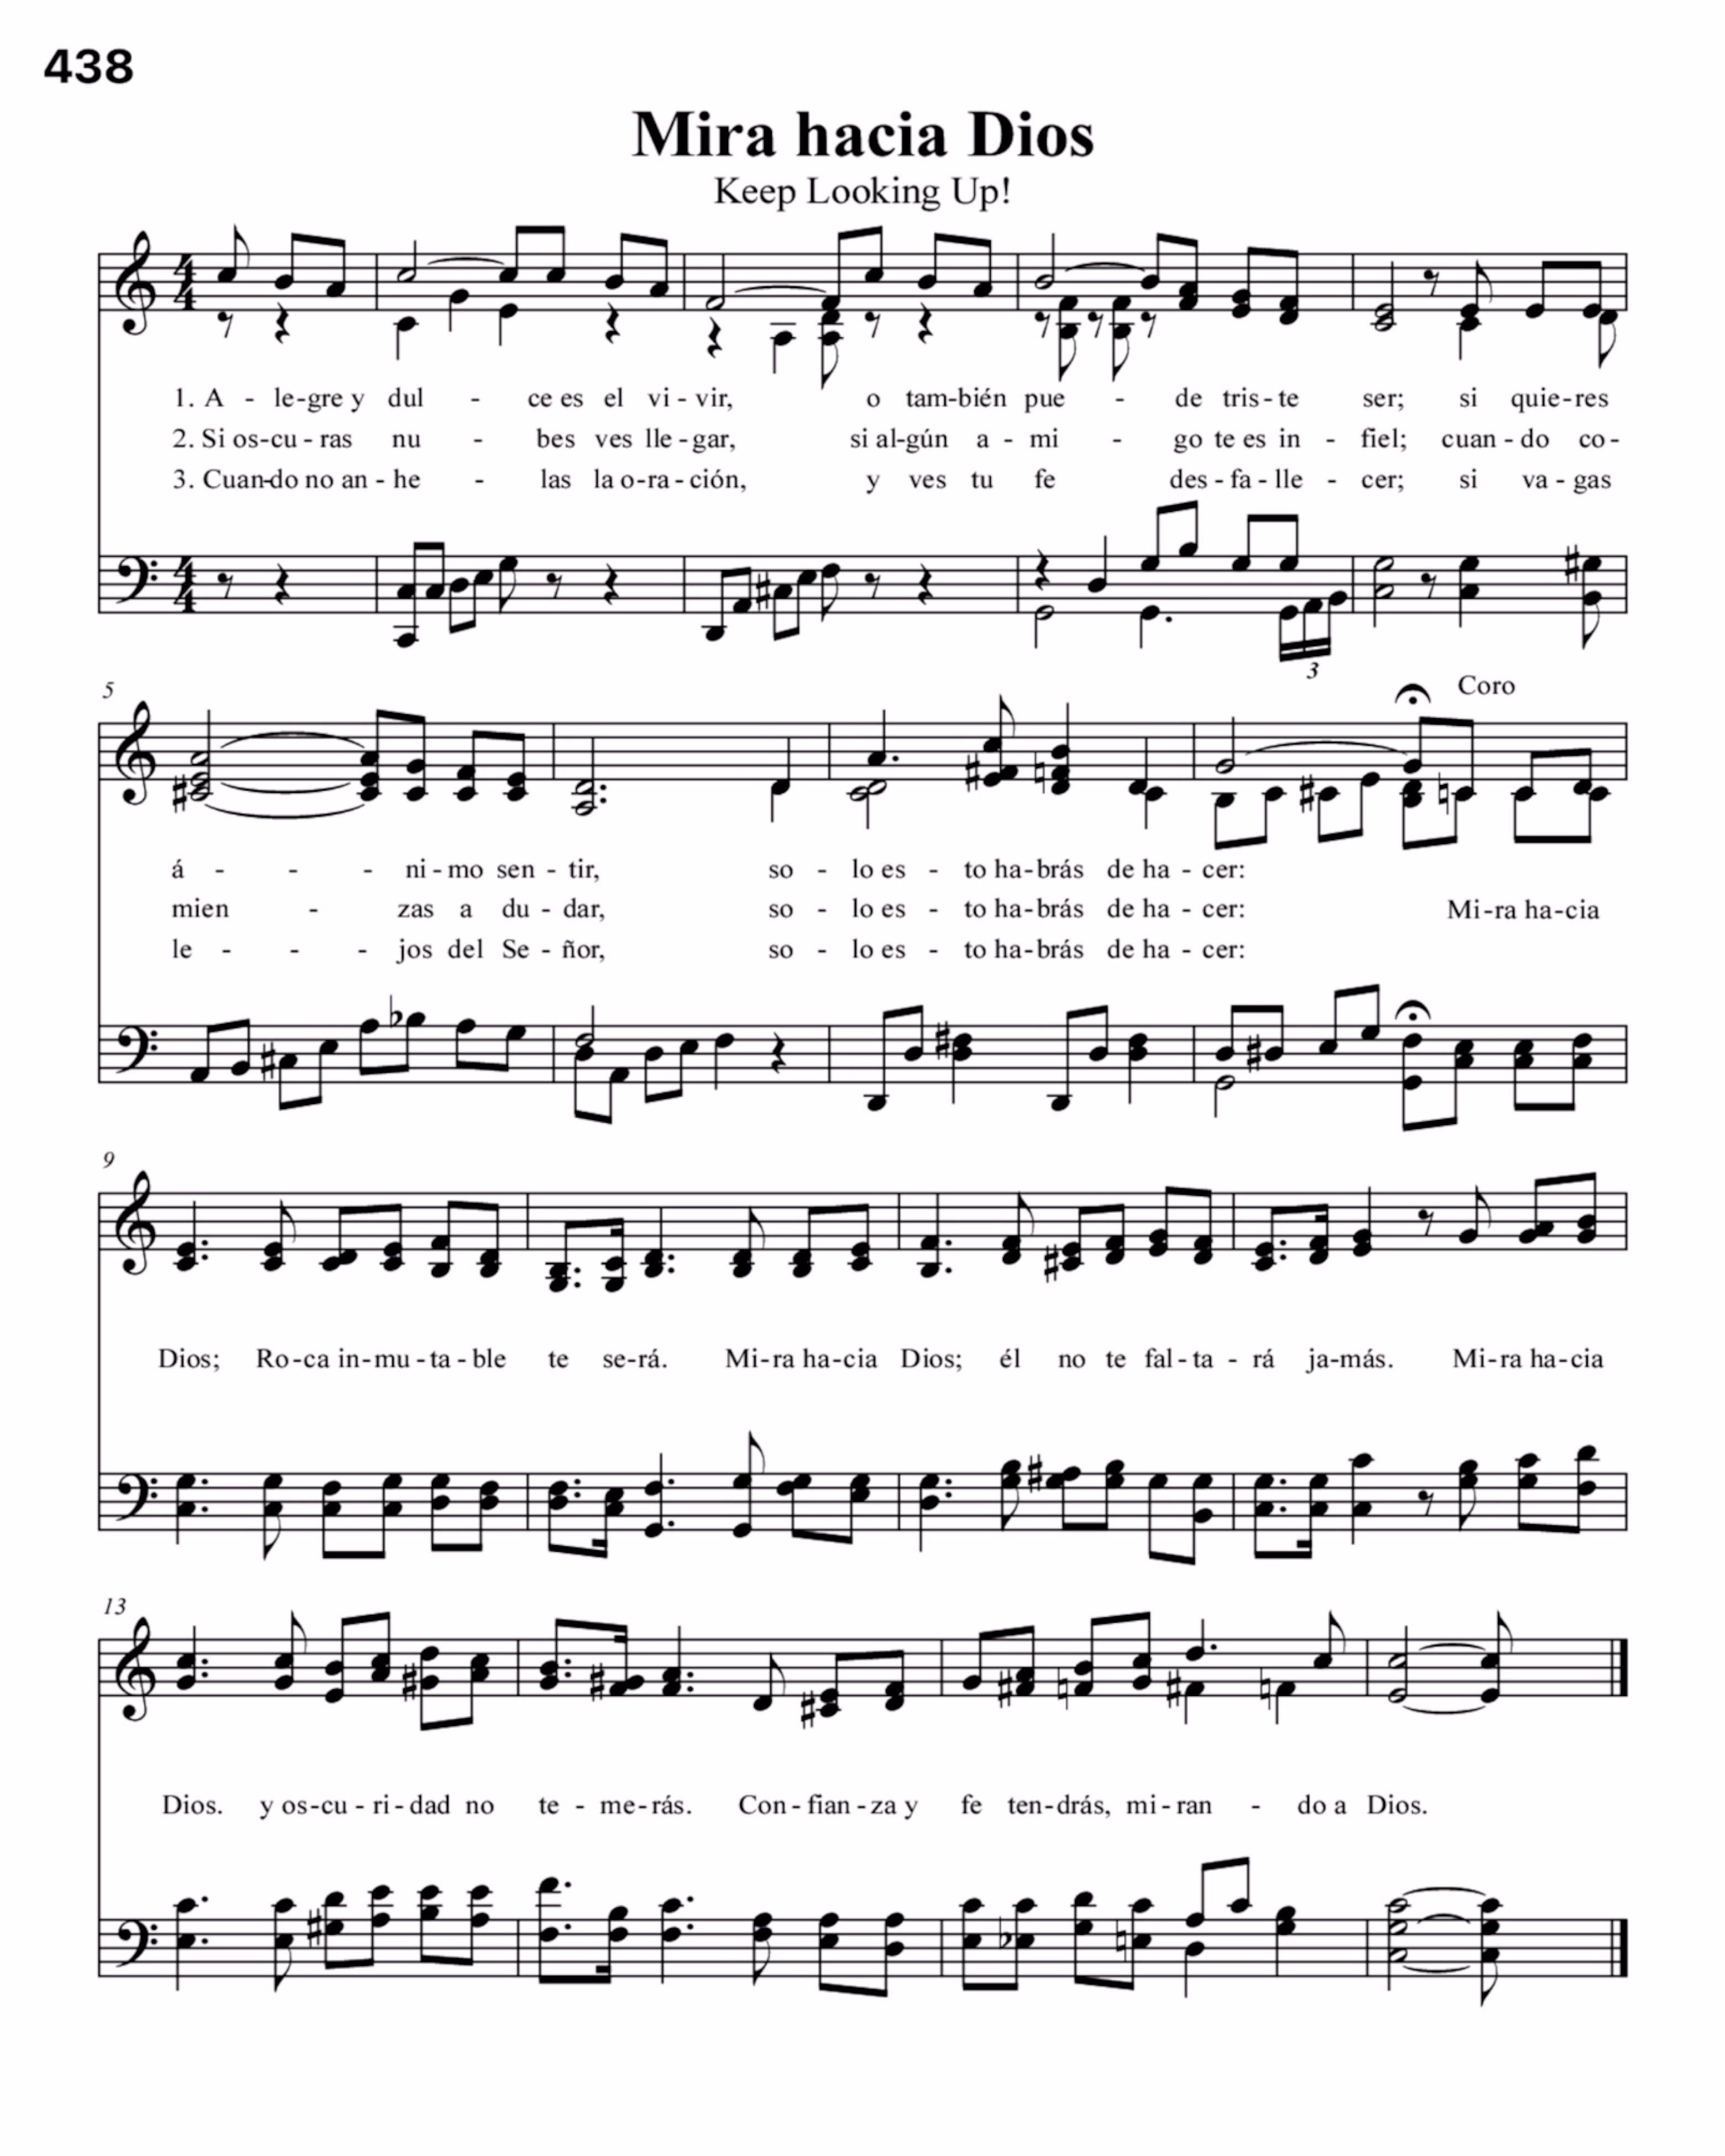 438
Mira hacia Dios
Keep Looking Up!
1. A - le-gre y dul - ce es el vi - vir, o tam-bién pue - de tris - te ser; si quie-res
2. Si os-cu - ras nu - bes ves lle - gar, si al-gún a - mi - go te es in - fiel; cuan - do co -
3. Cuan-do no an - he - las la o-ra - ción, y ves tu fe des - fa - lle - cer; si va - gas
3
5
Coro
á - - - ni - mo sen - tir, so - lo es - to ha-brás de ha - cer:
mien - zas a du - dar, so - lo es - to ha-brás de ha - cer: Mi-ra ha-cia
le - - - jos del Se - ñor, so - lo es - to ha-brás de ha - cer:
9
Dios; Ro-ca in-mu - ta - ble te se-rá. Mi-ra ha-cia Dios; él no te fal - ta - rá ja-más. Mi-ra ha-cia
13
Dios. y os-cu - ri - dad no te - me-rás. Con - fian - za y fe ten-drás, mi - ran - do a Dios.